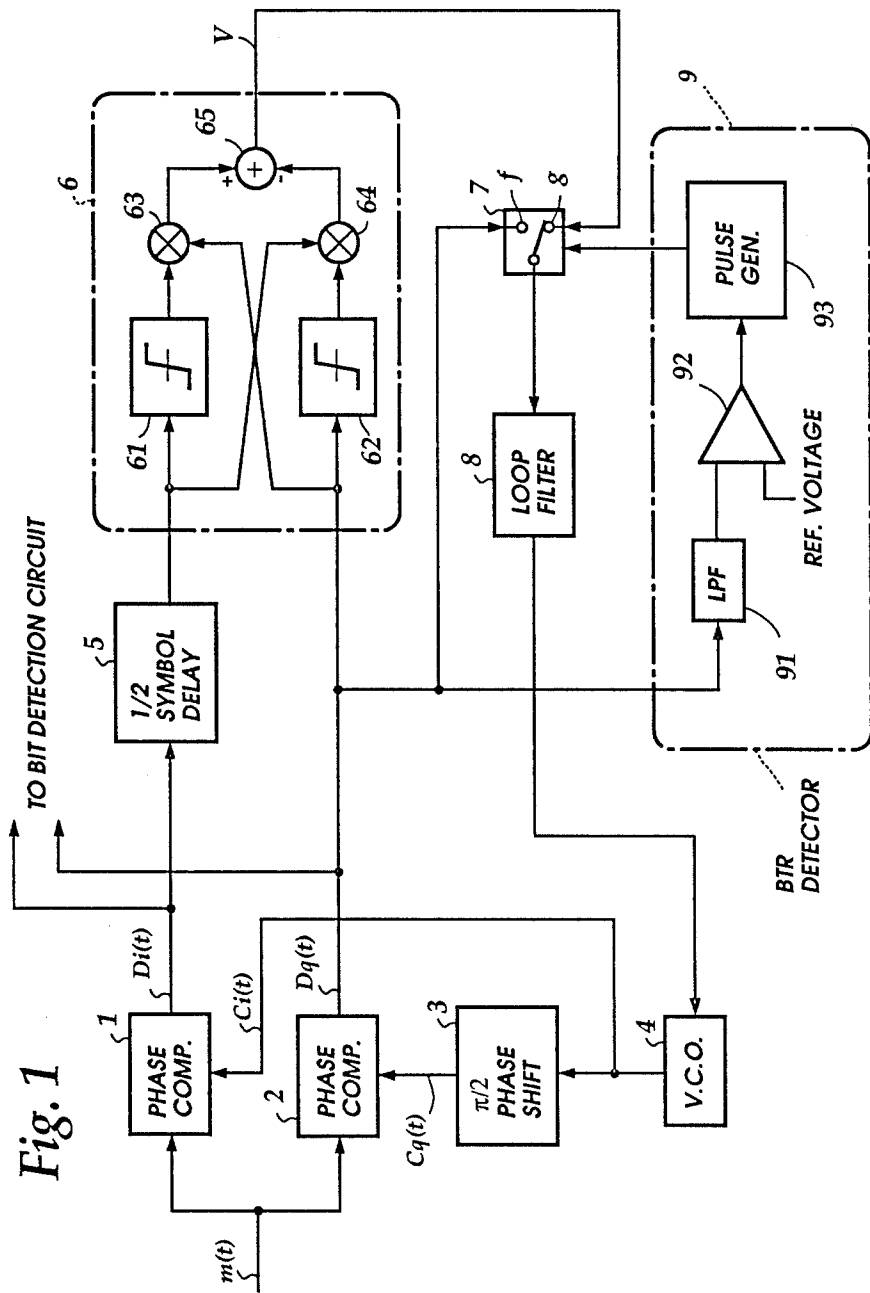 Fig. 1
TO BIT DETECTION CIRCUIT
m(t)
1
PHASE
COMP.
Di(t)
2
PHASE
COMP.
Dq(t)
Ci(t)
Cq(t)
3
π/2
PHASE
SHIFT
4
V.C.O.
5
1/2
SYMBOL
DELAY
6
61
62
63
64
65
+
+
-
V
7
f
g
8
LOOP
FILTER
BTR
DETECTOR
9
91
LPF
92
REF. VOLTAGE
93
PULSE
GEN.